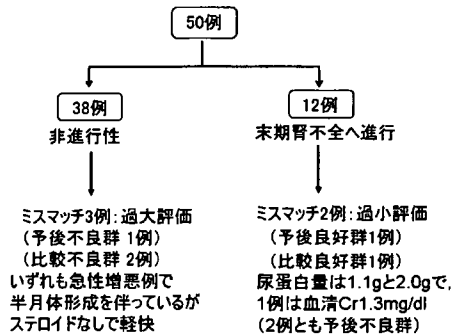 50例
38例
非進行性
ミスマッチ3例：過大評価
（予後不良群 1例）
（比較不良群 2例）
いずれも急性増悪例で
半月体形成を伴っているが
ステロイドなしで軽快
12例
末期腎不全へ進行
ミスマッチ2例：過小評価
（予後良好群1例）
（比較良好群1例）
尿蛋白量は1.1gと2.0gで，
1例は血清Cr1.3mg/dl
（2例とも予後不良群）